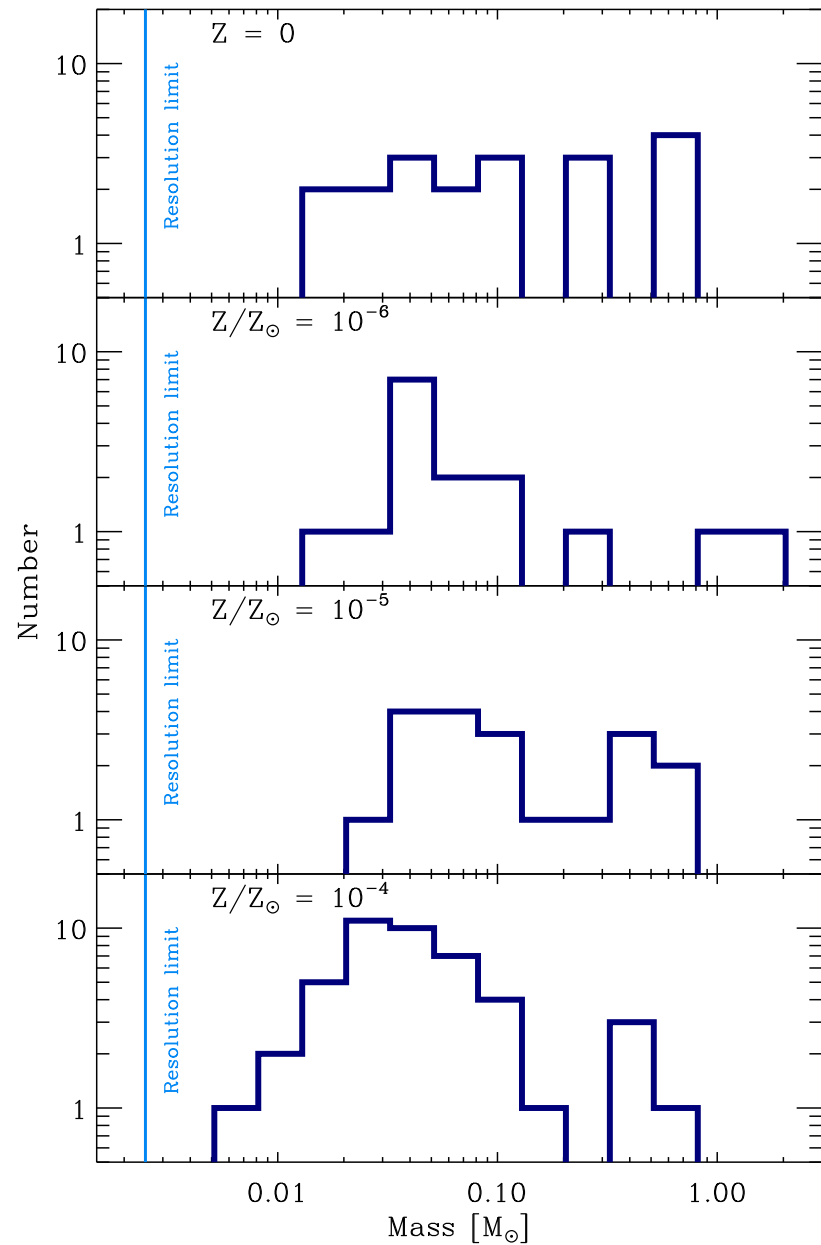 Z = 0
10
1
Resolution limit
Z/Z☉ = 10⁻⁶
10
1
Resolution limit
Z/Z☉ = 10⁻⁵
10
1
Resolution limit
Z/Z☉ = 10⁻⁴
10
1
Resolution limit
Number
0.01 0.10 1.00
Mass [M☉]